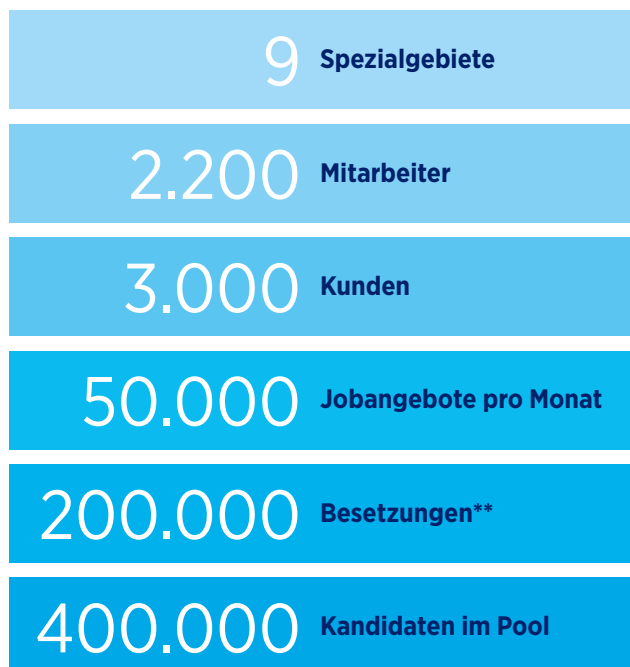 9 Spezialgebiete
2.200 Mitarbeiter
3.000 Kunden
50.000 Jobangebote pro Monat
200.000 Besetzungen**
400.000 Kandidaten im Pool